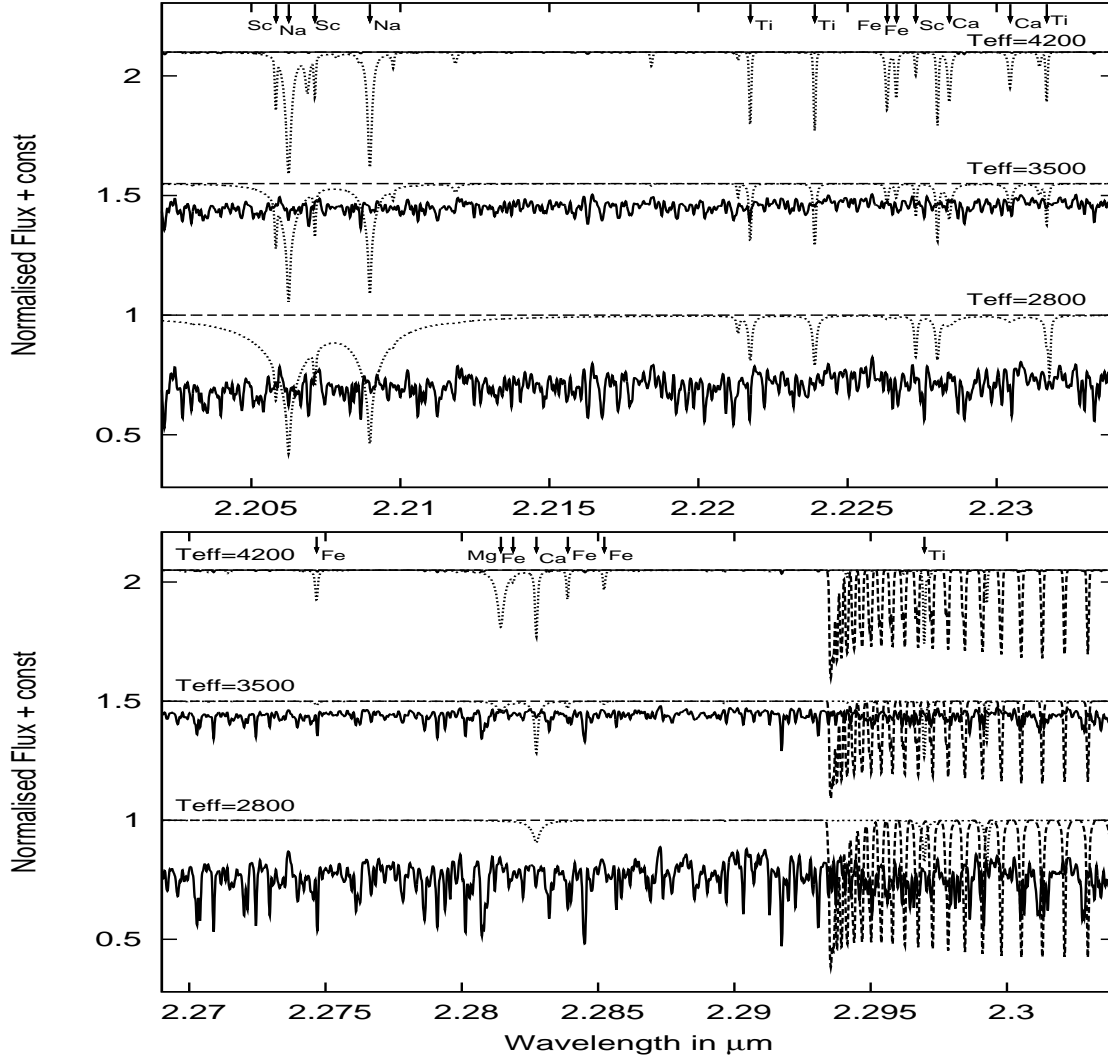 Sc Na Sc Na Ti Ti Fe Fe Sc Ca Ca Ti
Teff=4200
2
Teff=3500
1.5
Teff=2800
1
0.5
Normalised Flux + const
2.205 2.21 2.215 2.22 2.225 2.23
Teff=4200 Fe Mg Fe Ca Fe Fe Ti
2
Teff=3500
1.5
Teff=2800
1
0.5
Normalised Flux + const
2.27 2.275 2.28 2.285 2.29 2.295 2.3
Wavelength in μm